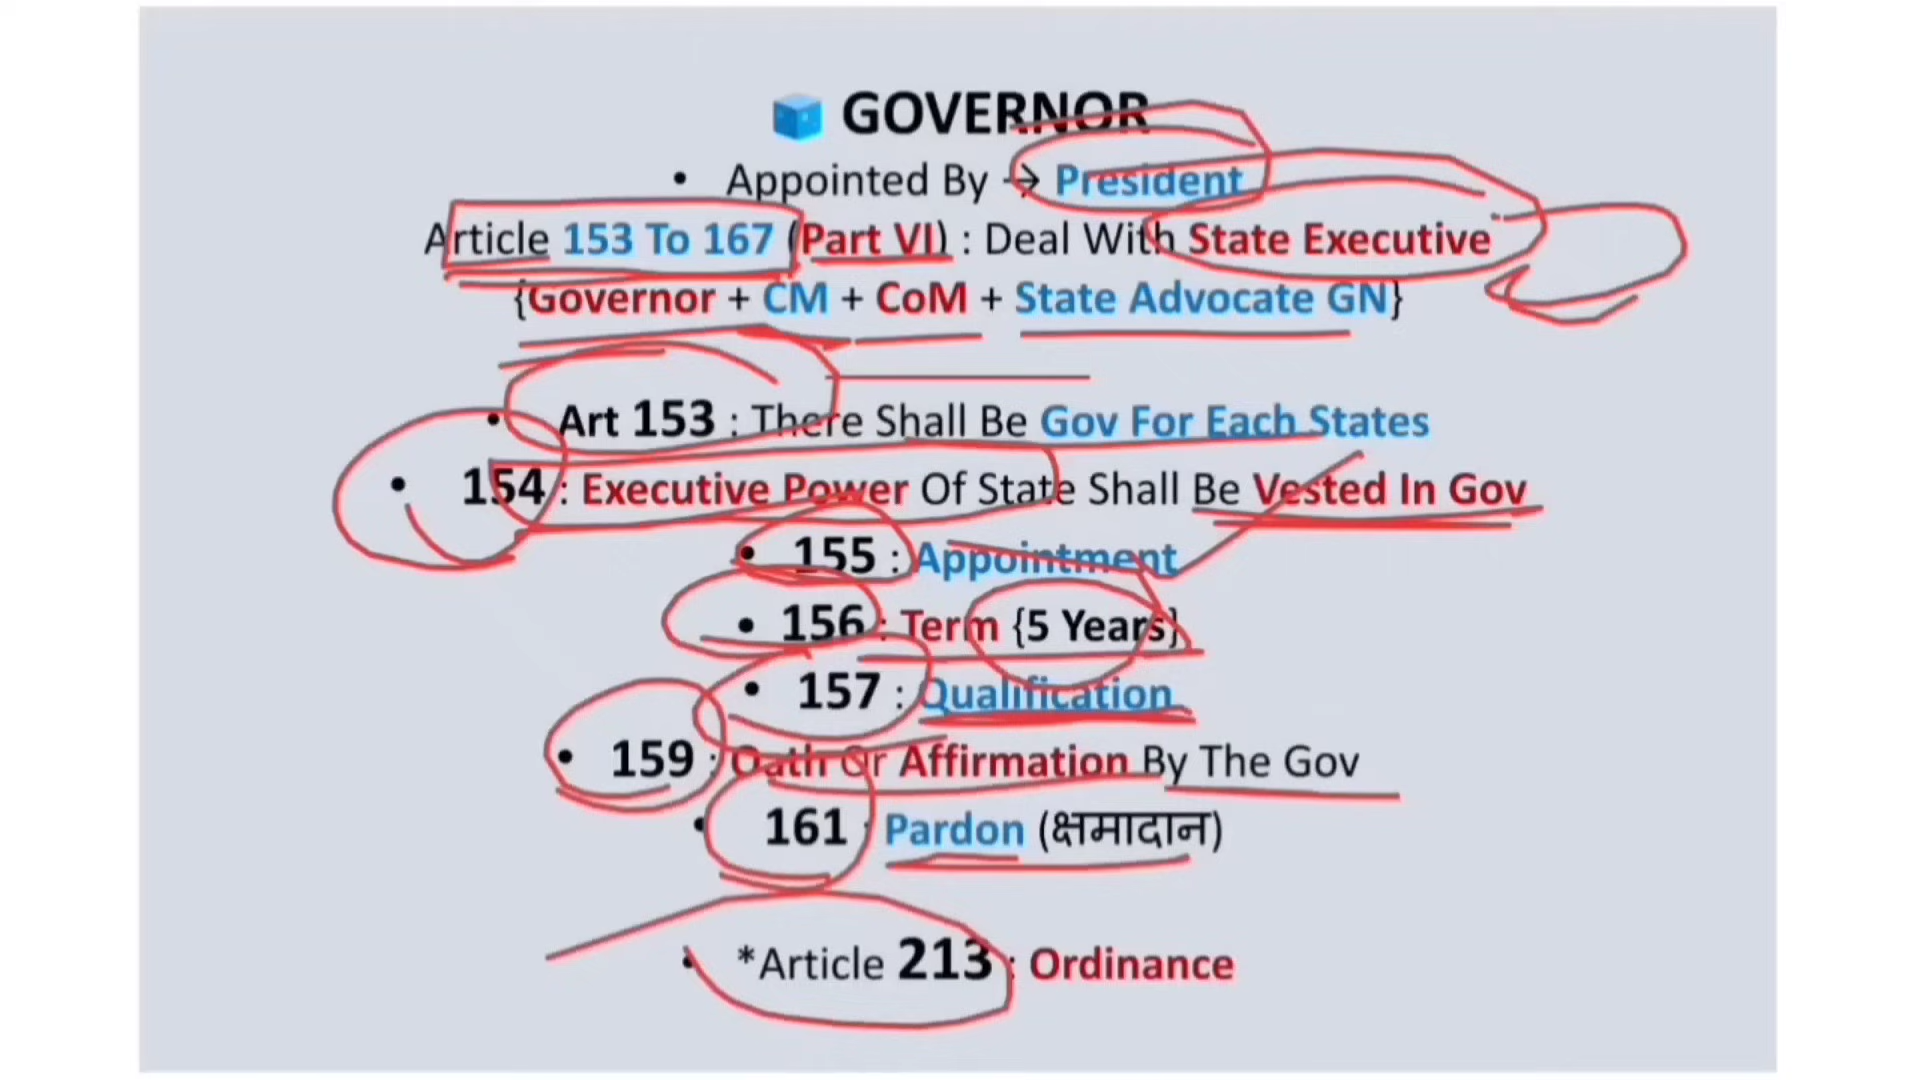 GOVERNOR
• Appointed By → President
Article 153 To 167 (Part VI) : Deal With State Executive
{Governor + CM + CoM + State Advocate GN}
• Art 153 : There Shall Be Gov For Each States
• 154 : Executive Power Of State Shall Be Vested In Gov
• 155 : Appointment
• 156 : Term {5 Years}
• 157 : Qualification
• 159 : Oath Or Affirmation By The Gov
• 161 : Pardon (क्षमादान)
• *Article 213 : Ordinance